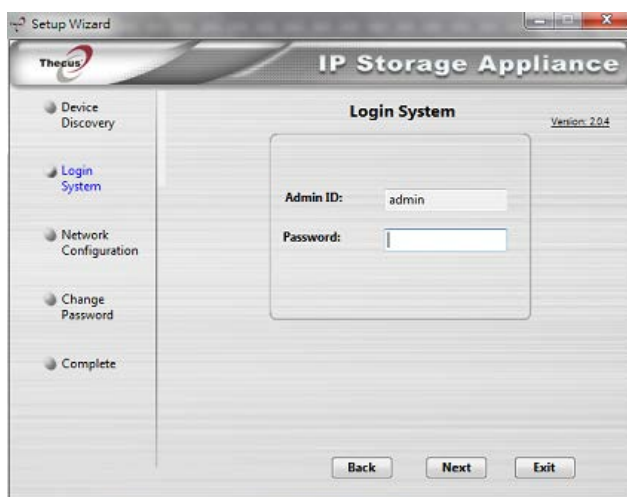 Setup Wizard
Thecus
IP Storage Appliance
Device
Discovery
Login
System
Network
Configuration
Change
Password
Complete
Login System
Version: 2.0.4
Admin ID:
admin
Password:
Back
Next
Exit